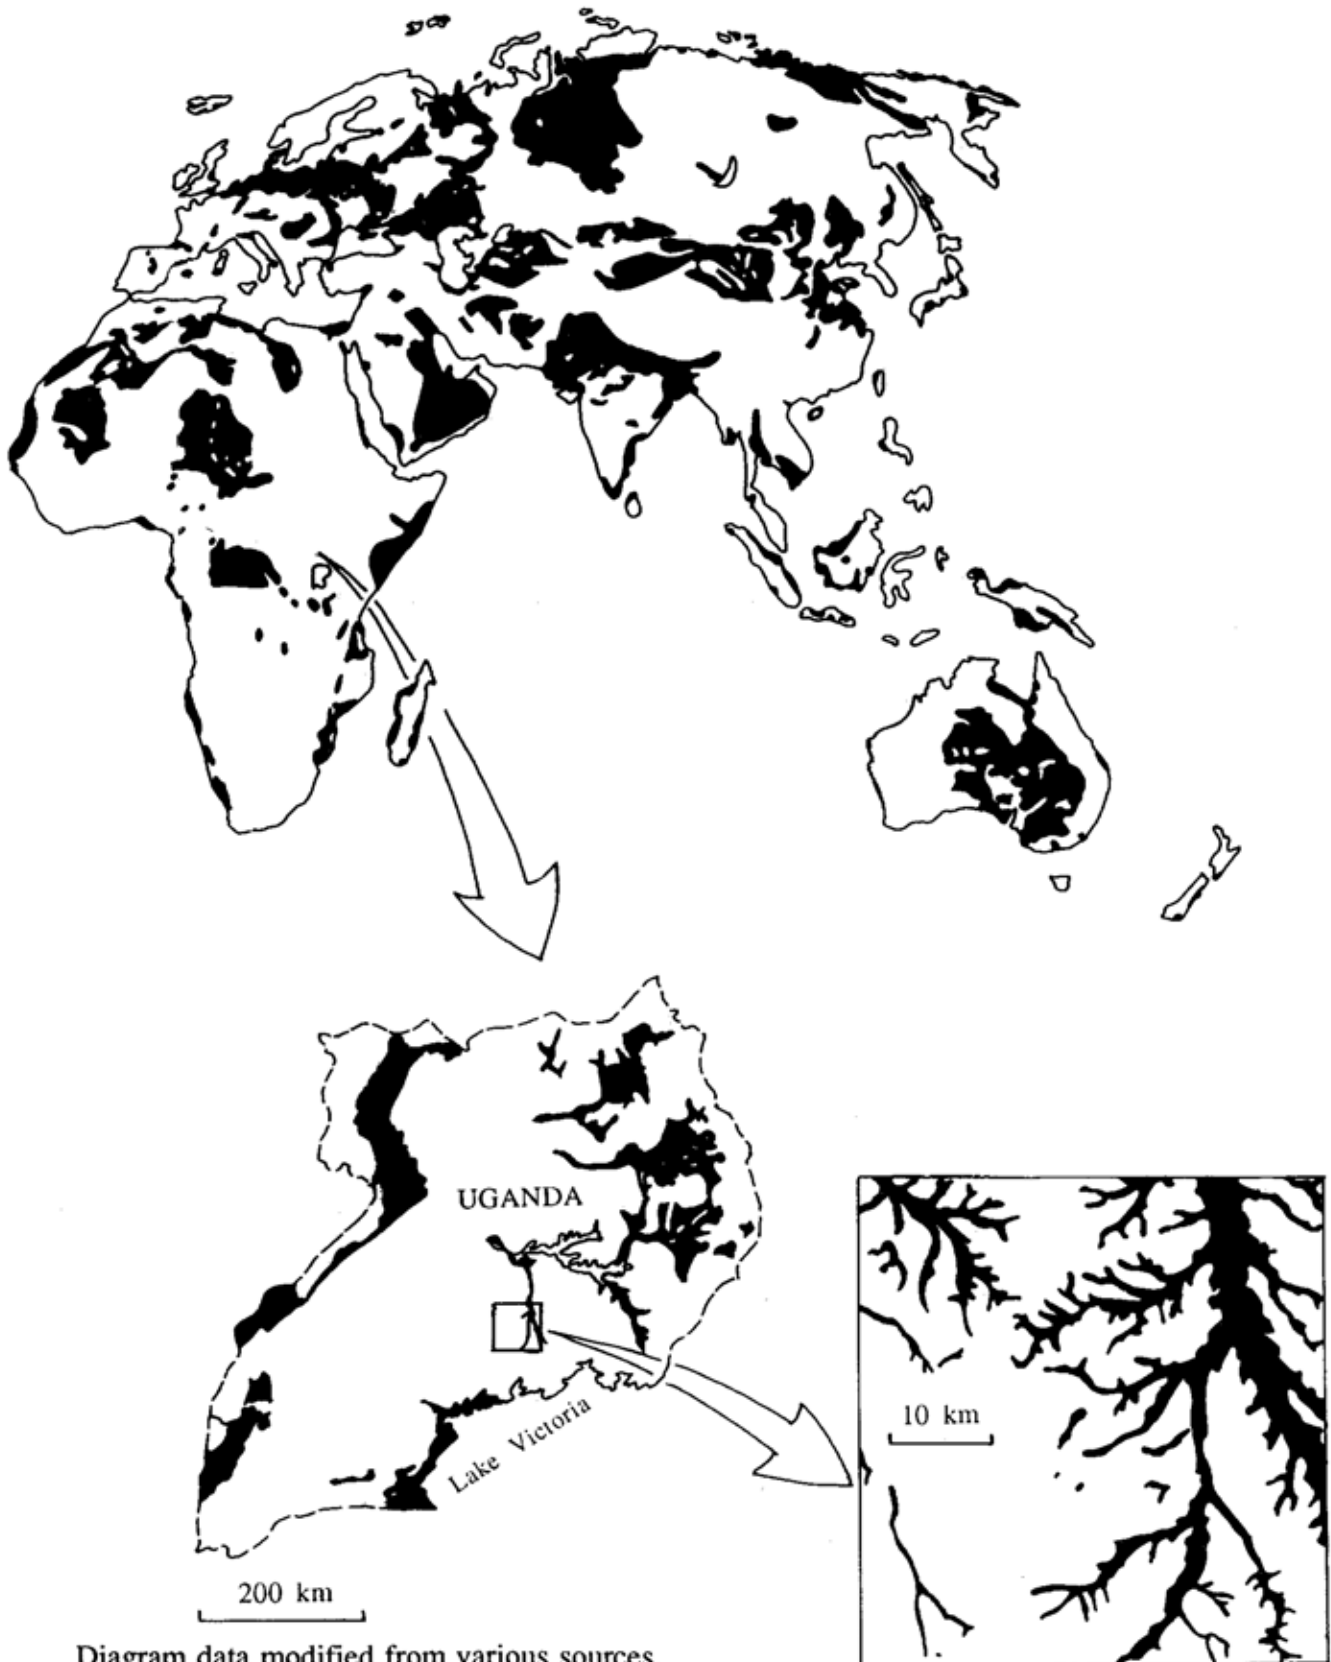 UGANDA
Lake Victoria
10 km
200 km
Diagram data modified from various sources